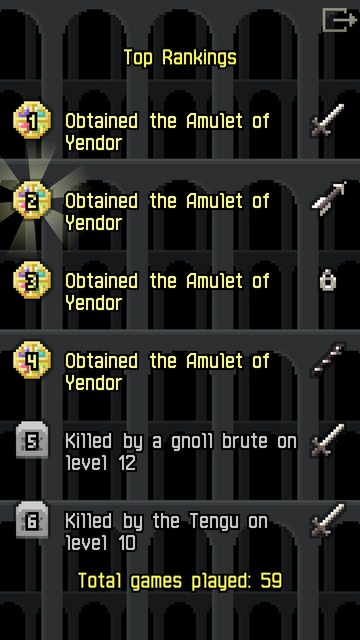 Top Rankings
1
Obtained the Amulet of
Yendor
2
Obtained the Amulet of
Yendor
3
Obtained the Amulet of
Yendor
4
Obtained the Amulet of
Yendor
5
Killed by a gnoll brute on
level 12
6
Killed by the Tengu on
level 10
Total games played: 59